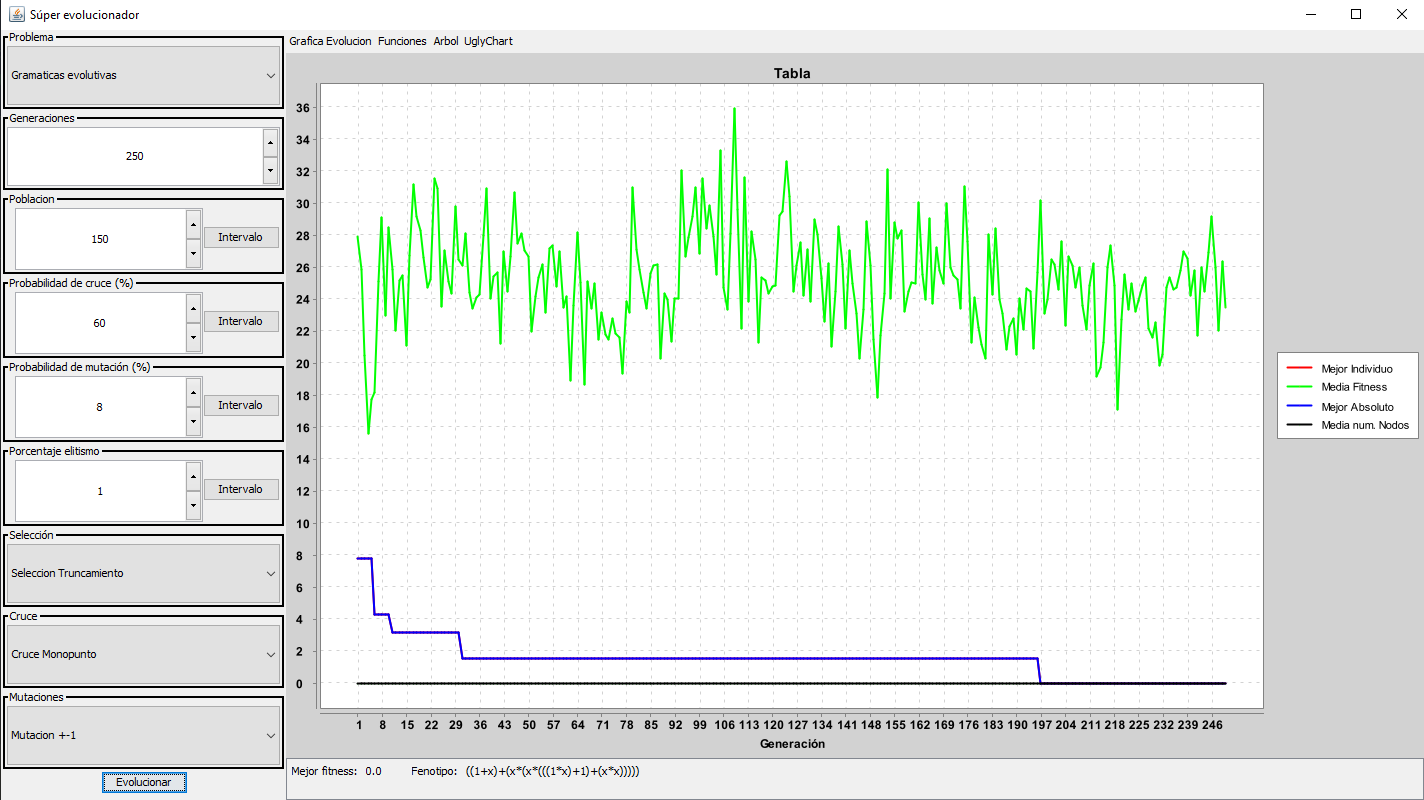 Súper evolucionador
Problema
Gramaticas evolutivas
Generaciones
250
Poblacion
150
Intervalo
Probabilidad de cruce (%)
60
Intervalo
Probabilidad de mutación (%)
8
Intervalo
Porcentaje elitismo
1
Intervalo
Selección
Seleccion Truncamiento
Cruce
Cruce Monopunto
Mutaciones
Mutacion +-1
Evolucionar
Grafica Evolucion Funciones Arbol UglyChart
Tabla
36
34
32
30
28
26
24
22
20
18
16
14
12
10
8
6
4
2
0
1 8 15 22 29 36 43 50 57 64 71 78 85 92 99 106 113 120 127 134 141 148 155 162 169 176 183 190 197 204 211 218 225 232 239 246
Generación
Mejor Individuo
Media Fitness
Mejor Absoluto
Media num. Nodos
Mejor fitness: 0.0 Fenotipo: ((1+x)+(x*(x*(((1*x)+1)+(x*x)))))